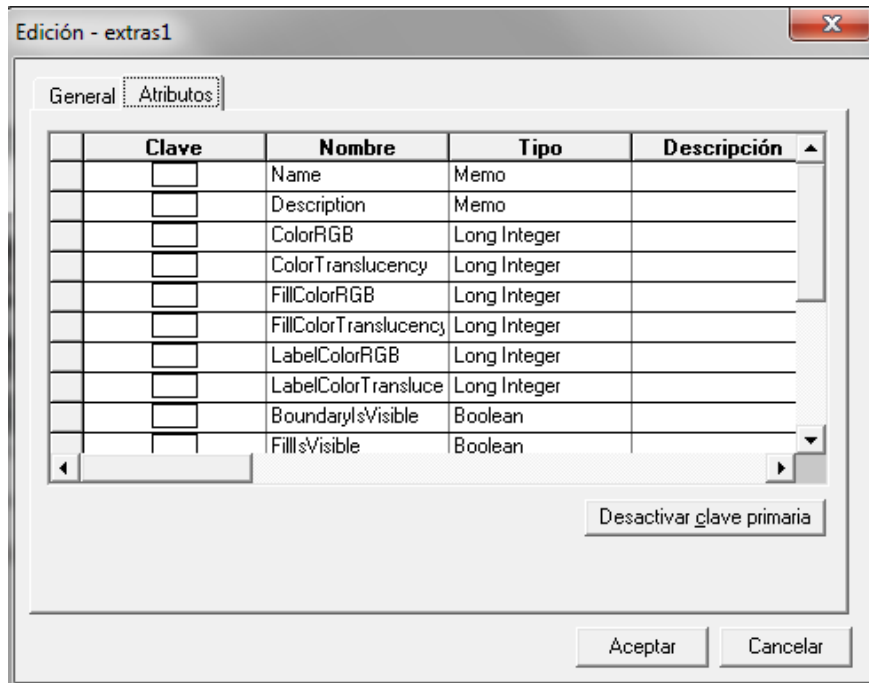 Edición - extras1
General Atributos
Clave Nombre Tipo Descripción
Name Memo
Description Memo
ColorRGB Long Integer
ColorTranslucency Long Integer
FillColorRGB Long Integer
FillColorTranslucency Long Integer
LabelColorRGB Long Integer
LabelColorTransluce Long Integer
BoundaryIsVisible Boolean
FillIsVisible Boolean
Desactivar clave primaria
Aceptar Cancelar